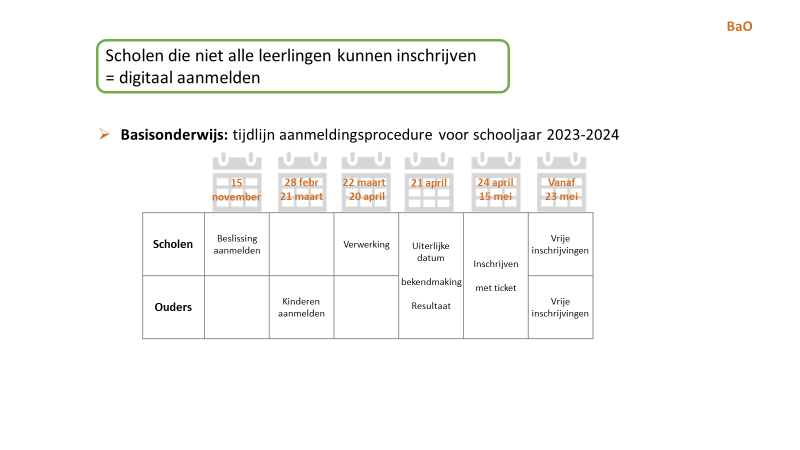 BaO
Scholen die niet alle leerlingen kunnen inschrijven
= digitaal aanmelden
Basisonderwijs: tijdlijn aanmeldingsprocedure voor schooljaar 2023-2024
15
november
28 febr
21 maart
22 maart
20 april
21 april
24 april
15 mei
Vanaf
23 mei
Scholen
Beslissing
aanmelden
Verwerking
Uiterlijke
datum
bekendmaking
Resultaat
Inschrijven
met ticket
Vrije
inschrijvingen
Ouders
Kinderen
aanmelden
Vrije
inschrijvingen